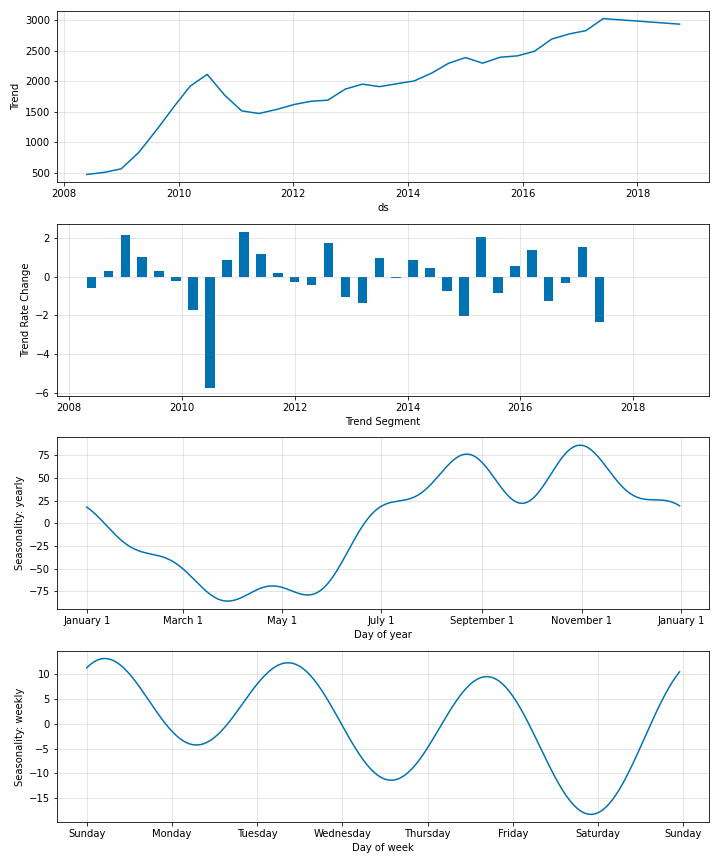 Trend
3000
2500
2000
1500
1000
500
2008 2010 2012 2014 2016 2018
ds
Trend Rate Change
2
0
−2
−4
−6
2008 2010 2012 2014 2016 2018
Trend Segment
Seasonality: yearly
75
50
25
0
−25
−50
−75
January 1 March 1 May 1 July 1 September 1 November 1 January 1
Day of year
Seasonality: weekly
10
5
0
−5
−10
−15
Sunday Monday Tuesday Wednesday Thursday Friday Saturday Sunday
Day of week